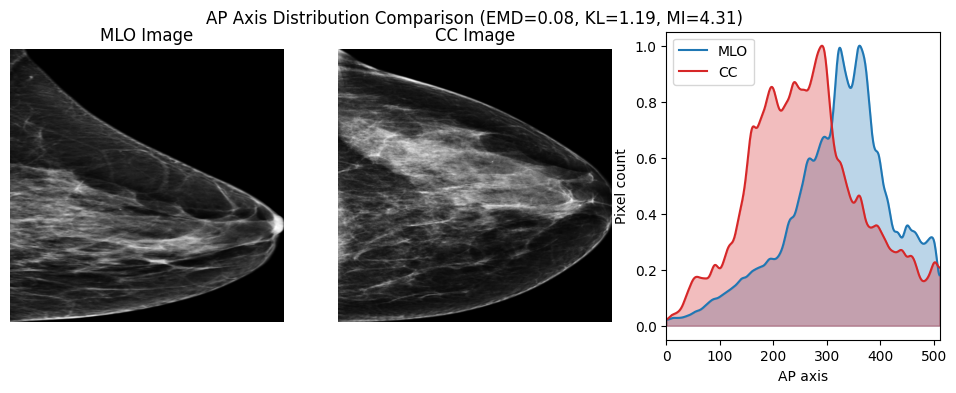 AP Axis Distribution Comparison (EMD=0.08, KL=1.19, MI=4.31)
MLO Image
CC Image
MLO
CC
Pixel count
1.0
0.8
0.6
0.4
0.2
0.0
0 100 200 300 400 500
AP axis